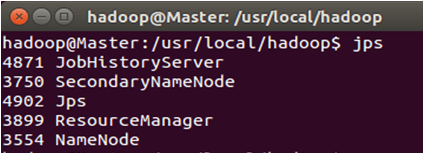 hadoop@Master: /usr/local/hadoop
hadoop@Master:/usr/local/hadoop$ jps
4871 JobHistoryServer
3750 SecondaryNameNode
4902 Jps
3899 ResourceManager
3554 NameNode